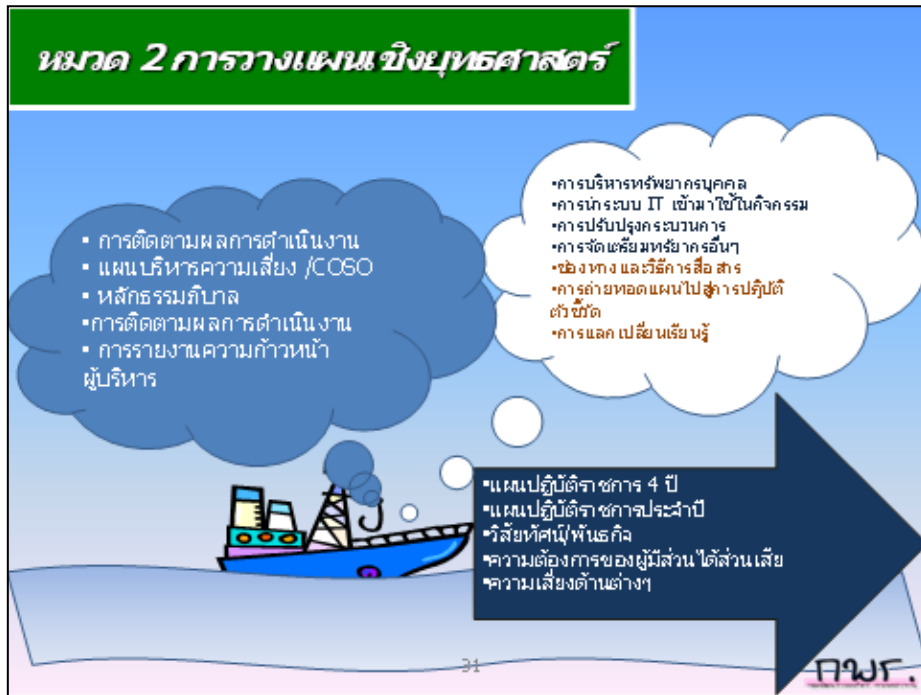 หมวด 2 การวางแผนเชิงยุทธศาสตร์
▪ การติดตามผลการดำเนินงาน
▪ แผนบริหารความเสี่ยง /COSO
▪ หลักธรรมภิบาล
▪การติดตามผลการดำเนินงาน
▪ การรายงานความก้าวหน้า
ผู้บริหาร
•การบริหารทรัพยากรบุคคล
•การนำระบบ IT เข้ามาใช้ในกิจกรรม
•การปรับปรุงกระบวนการ
•การจัดเตรียมทรัยากรอื่นๆ
•ช่องทางและวิธีการสื่อสาร
•การถ่ายทอดแผนไปสู่การปฎิบัติ
ตัวชี้วัด
•การแลกเปลี่ยนเรียนรู้
▪แผนปฎิบัติราชการ 4 ปี
▪แผนปฎิบัติราชการประจำปี
▪วิสัยทัศน์/พันธกิจ
▪ความต้องการของผู้มีส่วนได้ส่วนเสีย
▪ความเสี่ยงด้านต่างๆ
31
กพร.